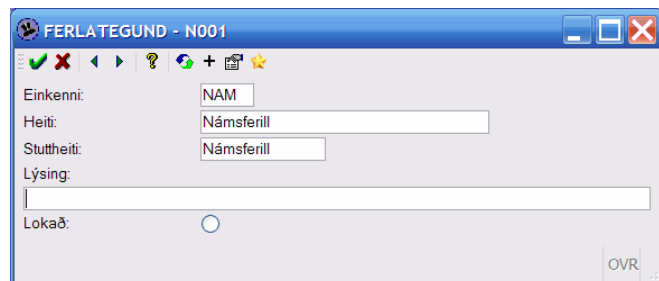 FERLATEGUND - N001
Einkenni: NAM
Heiti: Námsferill
Stuttheiti: Námsferill
Lýsing:
Lokað:
OVR